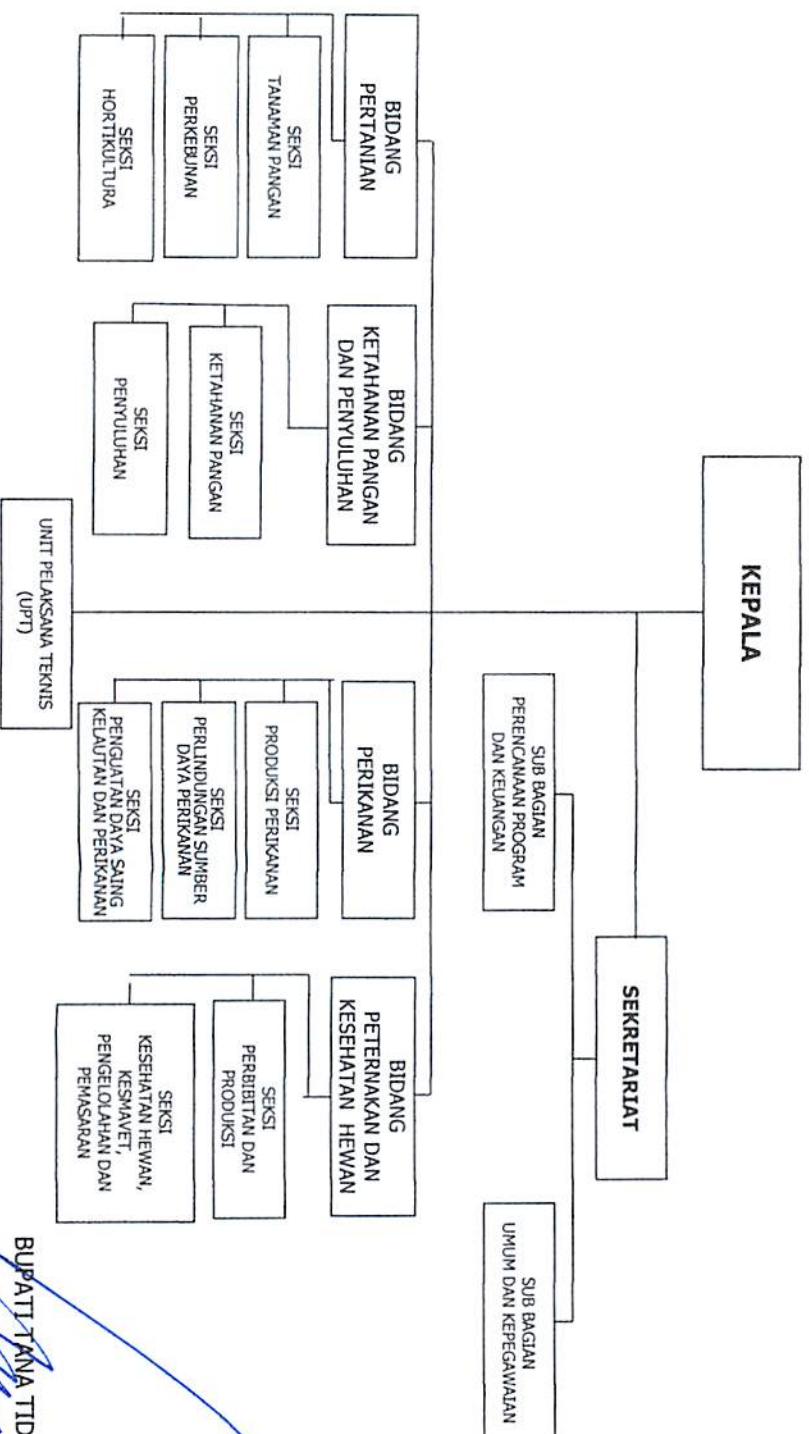 KEPALA
SEKRETARIAT
SUB BAGIAN
PERENCANAAN PROGRAM
DAN KEUANGAN
SUB BAGIAN
UMUM DAN KEPEGAWAIAN
BIDANG
PERTANIAN
SEKSI
TANAMAN PANGAN
SEKSI
PERKEBUNAN
SEKSI
HORTIKULTURA
BIDANG
KETAHANAN PANGAN
DAN PENYULUHAN
SEKSI
KETAHANAN PANGAN
SEKSI
PENYULUHAN
BIDANG
PERIKANAN
SEKSI
PRODUKSI PERIKANAN
SEKSI
PERLINDUNGAN SUMBER
DAYA PERIKANAN
SEKSI
PENGUATAN DAYA SAING
KELAUTAN DAN PERIKANAN
BIDANG
PETERNAKAN DAN
KESEHATAN HEWAN
SEKSI
PERBIBITAN DAN
PRODUKSI
SEKSI
KESEHATAN HEWAN,
KESMAVET,
PENGELOLAHAN DAN
PEMASARAN
UNIT PELAKSANA TEKNIS
(UPT)
BUPATI TANA TID